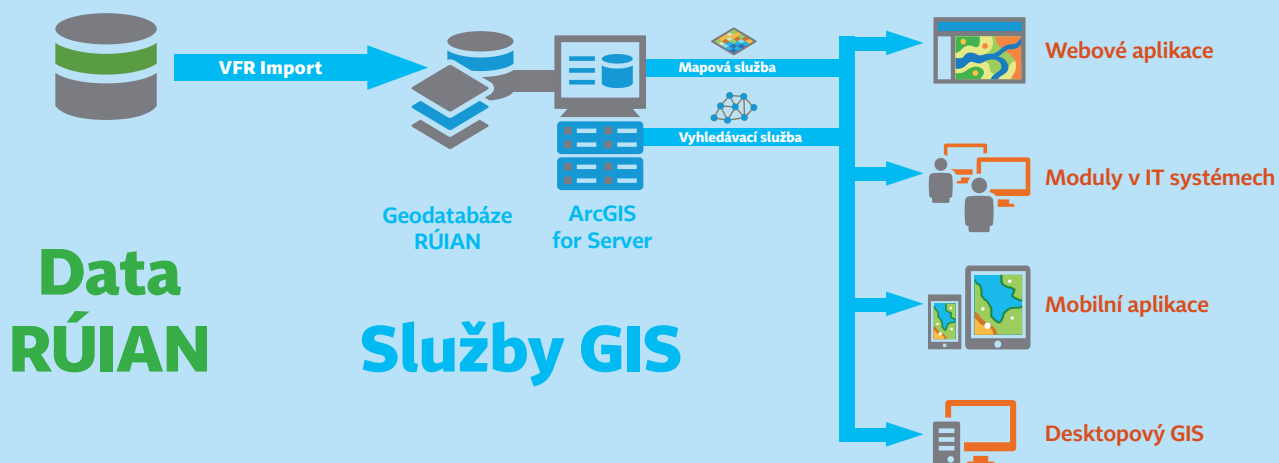 VFR Import
Mapová služba
Vyhledávací služba
Webové aplikace
Moduly v IT systémech
Geodatabáze
RÚIAN
ArcGIS
for Server
Data
RÚIAN
Služby GIS
Mobilní aplikace
Desktopový GIS